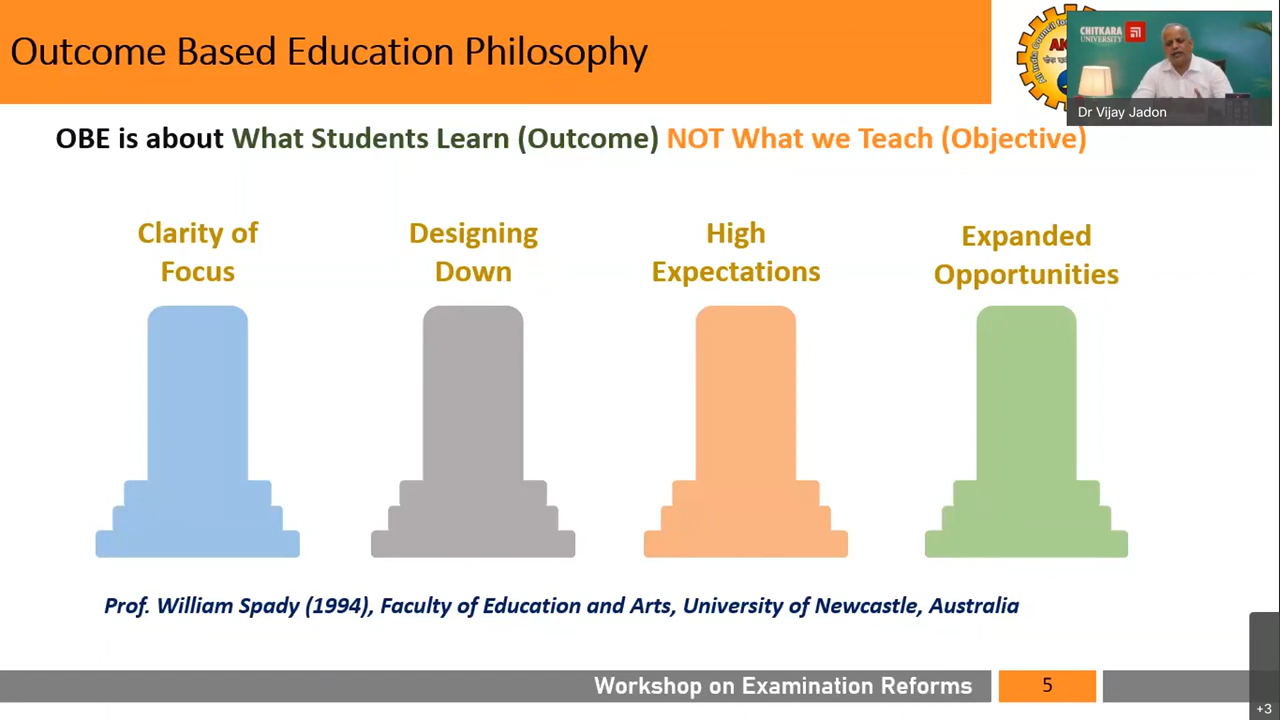 Outcome Based Education Philosophy
CHITKARA
UNIVERSITY
Dr Vijay Jadon
OBE is about What Students Learn (Outcome) NOT What we Teach (Objective)
Clarity of
Focus
Designing
Down
High
Expectations
Expanded
Opportunities
Prof. William Spady (1994), Faculty of Education and Arts, University of Newcastle, Australia
Workshop on Examination Reforms
5
+3